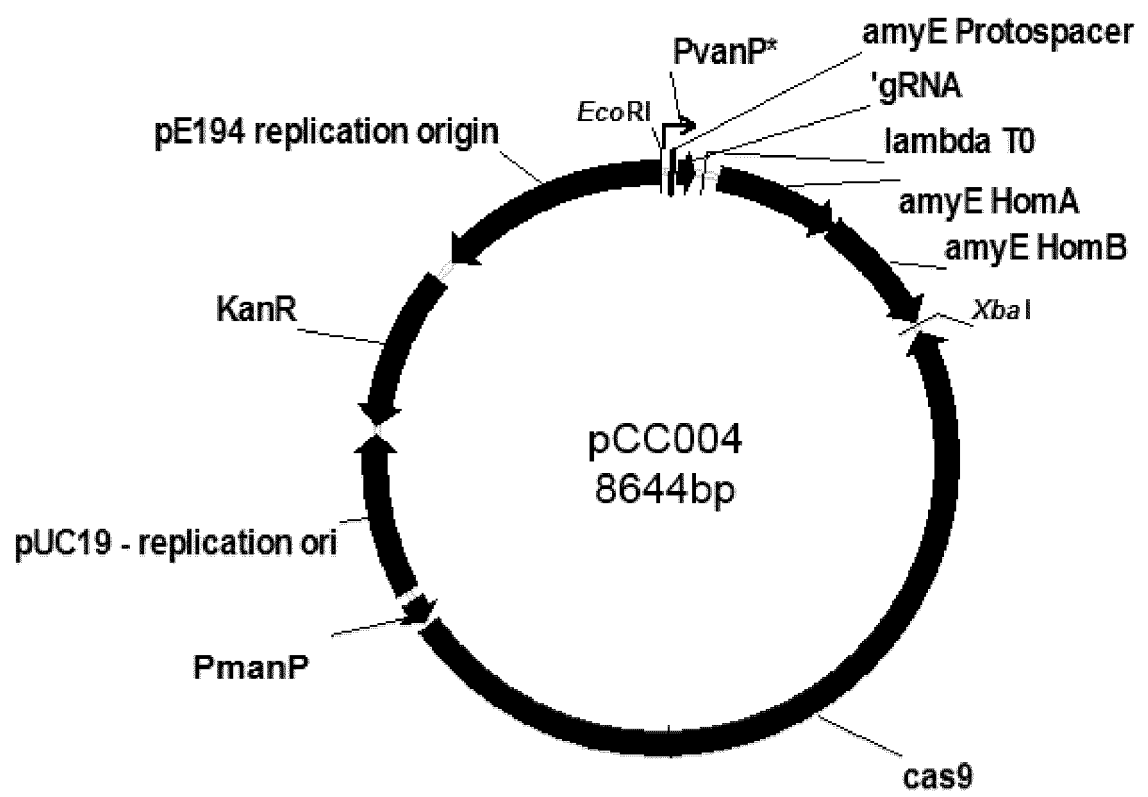 amyE Protospacer
PvanP*
'gRNA
EcoRI
pE194 replication origin
lambda T0
amyE HomA
amyE HomB
KanR
XbaI
pCC004
8644bp
pUC19 - replication ori
PmanP
cas9